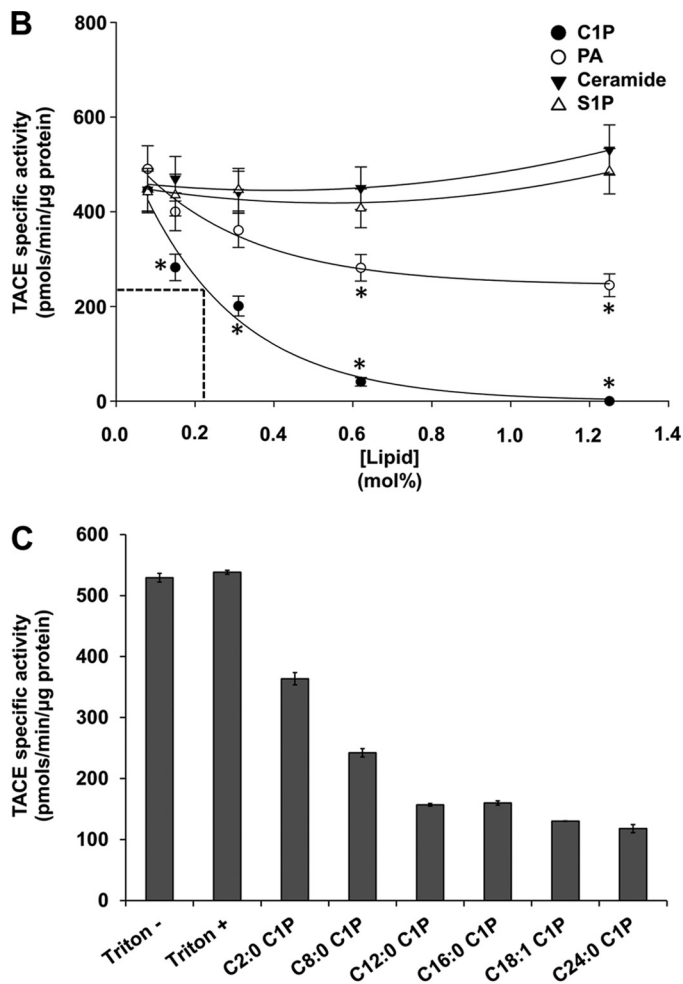 B
TACE specific activity
(pmols/min/µg protein)
800
600
400
200
0
C1P
PA
Ceramide
S1P
*
*
*
*
*
*
0.0 0.2 0.4 0.6 0.8 1.0 1.2 1.4
[Lipid]
(mol%)
C
TACE specific activity
(pmols/min/µg protein)
600
500
400
300
200
100
0
Triton -
Triton +
C2:0 C1P
C8:0 C1P
C12:0 C1P
C16:0 C1P
C18:1 C1P
C24:0 C1P